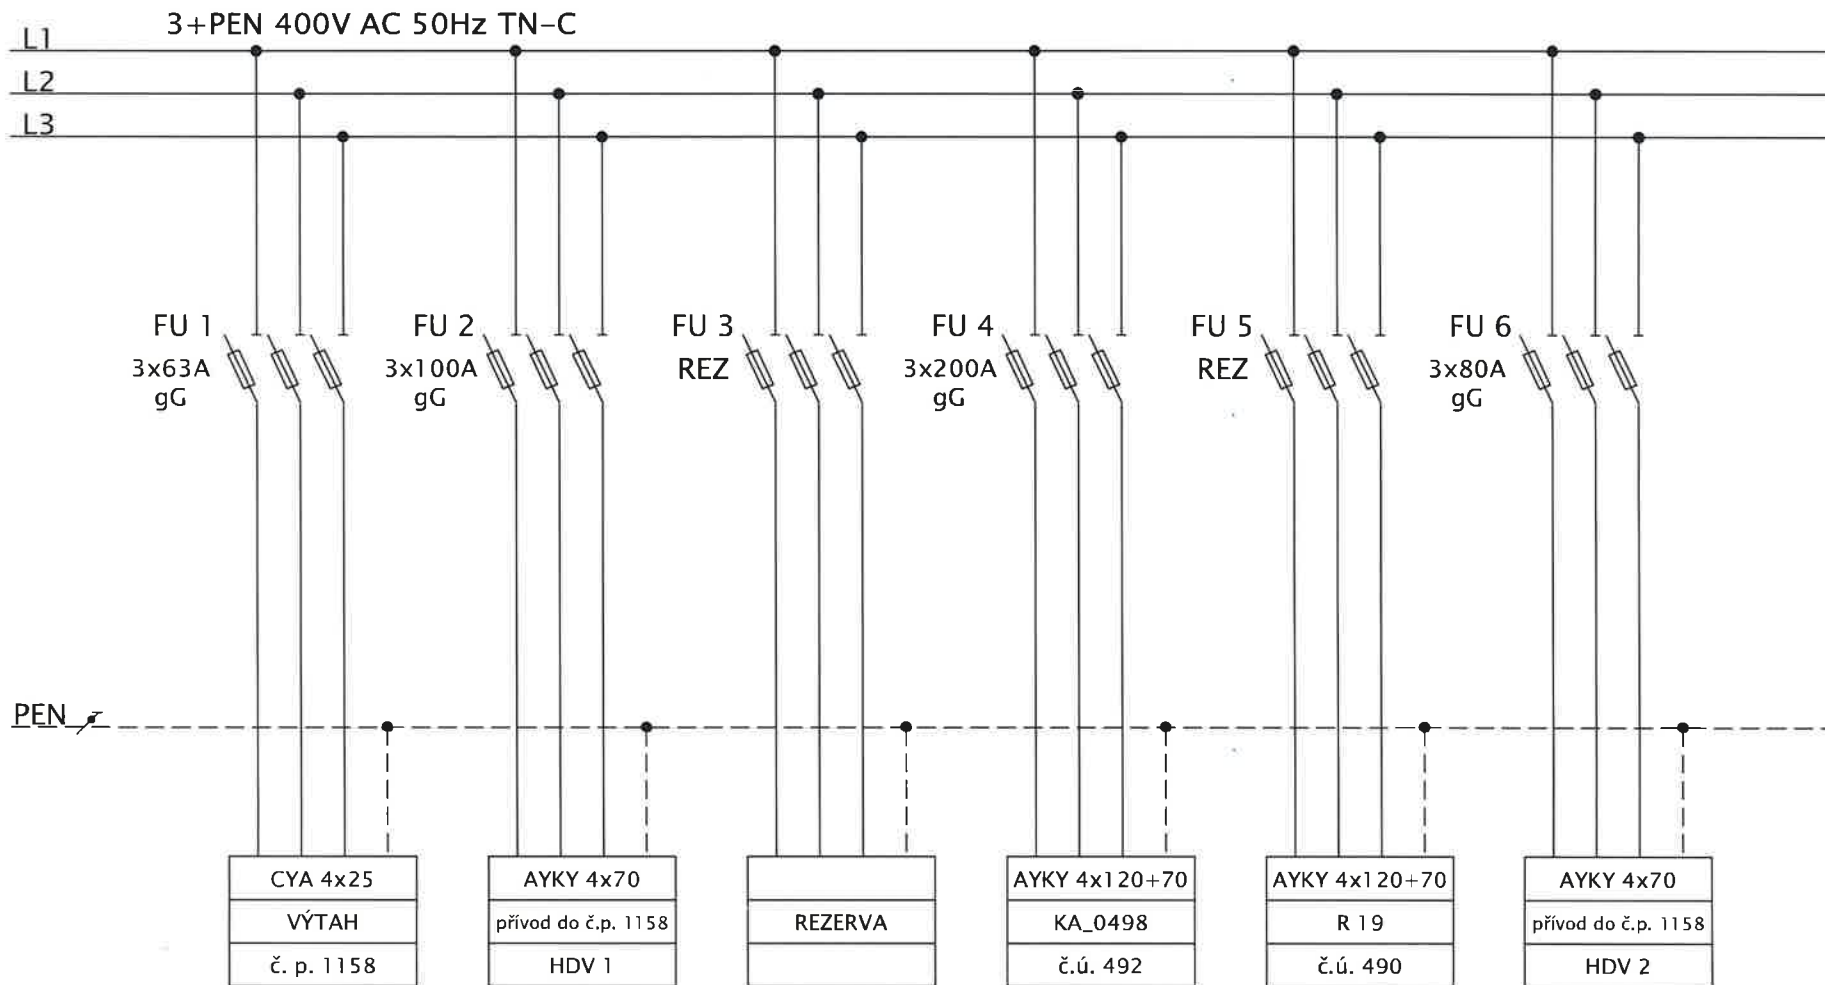 3+PEN 400V AC 50Hz TN-C
L1
L2
L3
FU 1
3x63A
gG
FU 2
3x100A
gG
FU 3
REZ
FU 4
3x200A
gG
FU 5
REZ
FU 6
3x80A
gG
PEN
CYA 4x25
VÝTAH
č. p. 1158
AYKY 4x70
přívod do č.p. 1158
HDV 1
REZERVA
AYKY 4x120+70
KA_0498
č.ú. 492
AYKY 4x120+70
R 19
č.ú. 490
AYKY 4x70
přívod do č.p. 1158
HDV 2